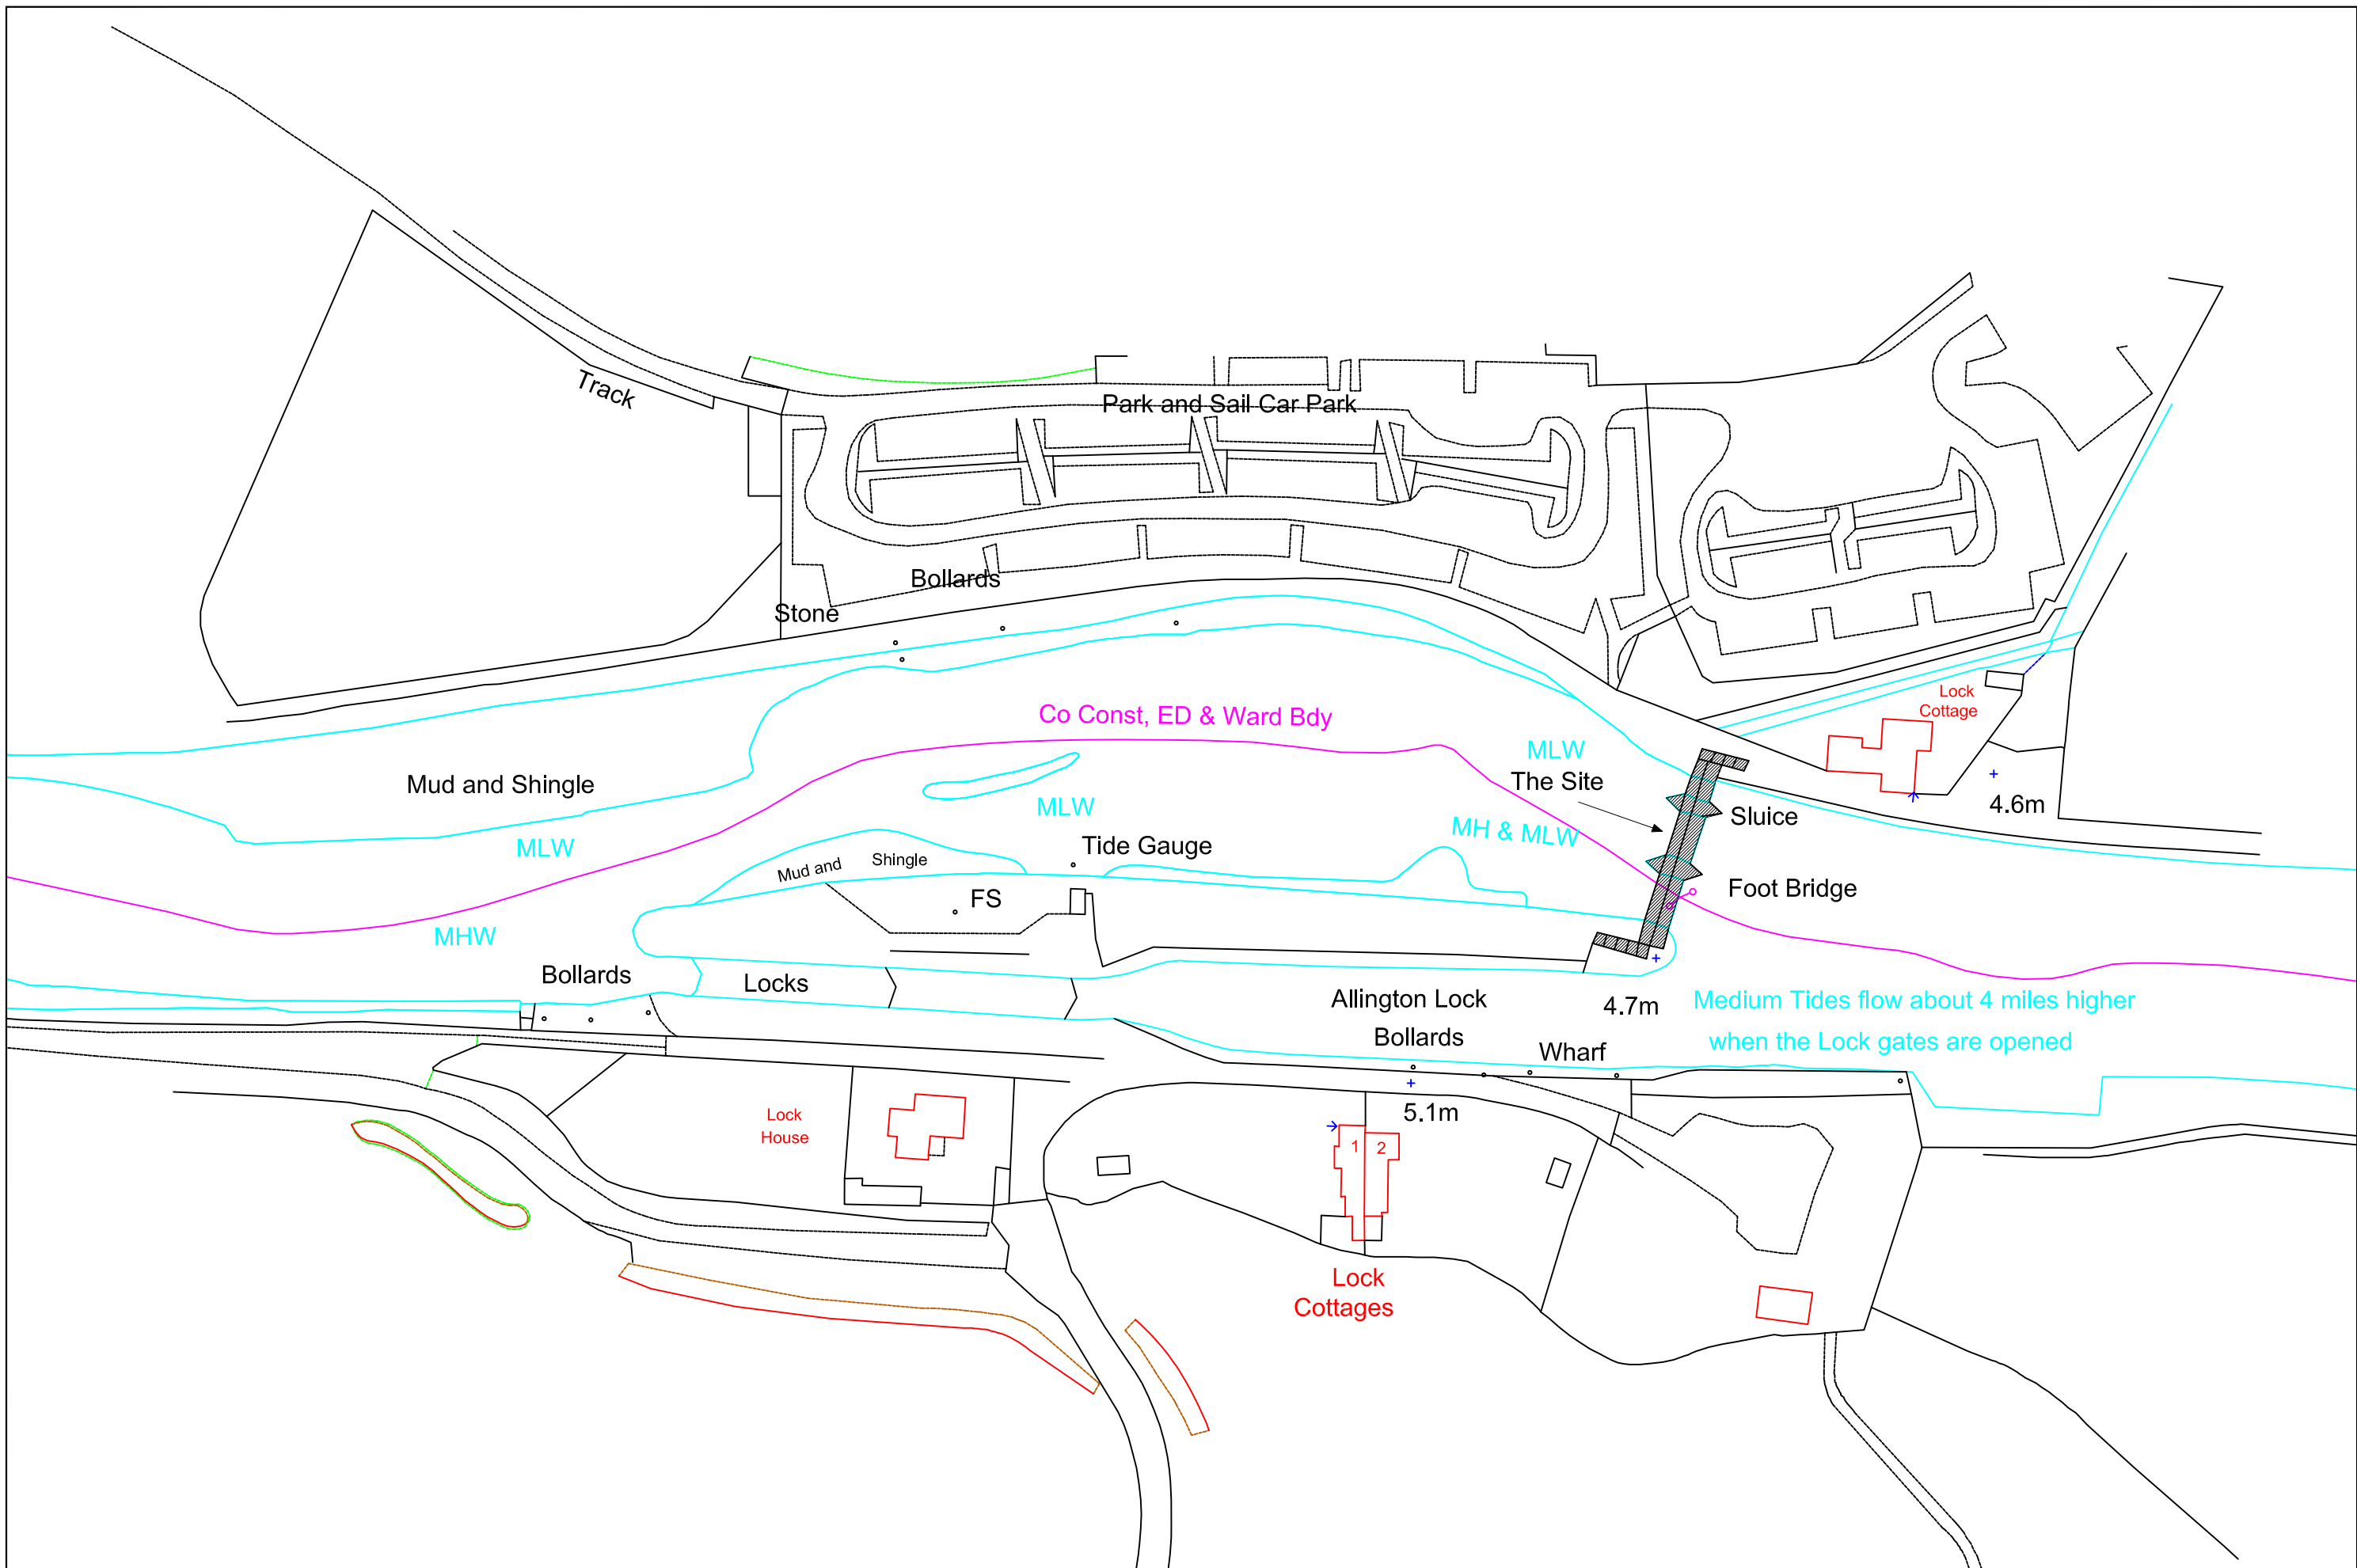 Track
Park and Sail Car Park
Bollards
Stone
Lock
Cottage
Co Const, ED & Ward Bdy
MLW
The Site
Mud and Shingle
MLW
4.6m
Sluice
MH & MLW
MLW
Tide Gauge
Mud and Shingle
Foot Bridge
FS
MHW
Bollards
Locks
Allington Lock
4.7m
Medium Tides flow about 4 miles higher
when the Lock gates are opened
Bollards
Wharf
5.1m
Lock
House
1
2
Lock
Cottages